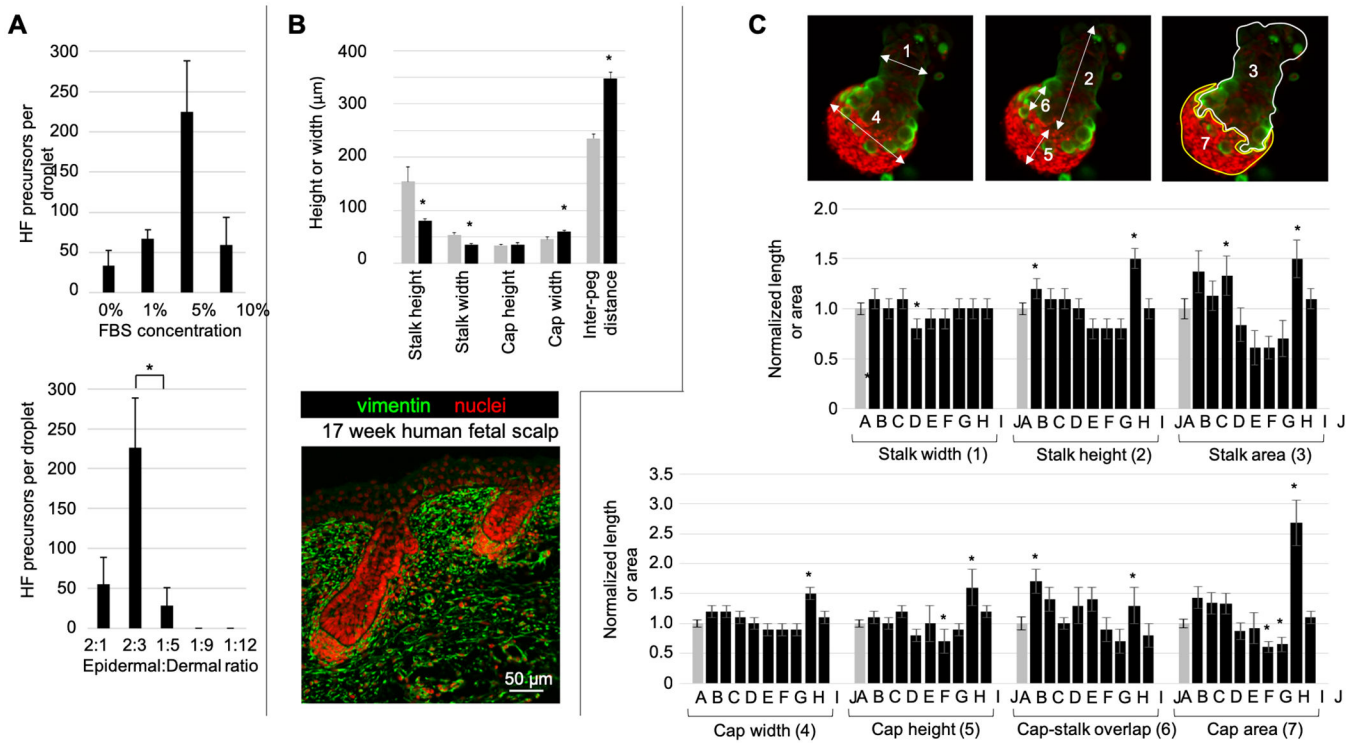 A
300
250
200
150
100
50
0
HF precursors per
droplet
0% 1% 5% 10%
FBS concentration
*
300
250
200
150
100
50
0
HF precursors per droplet
2:1 2:3 1:5 1:9 1:12
Epidermal:Dermal ratio
B
400
300
200
100
0
Height or width (μm)
* * * *
Stalk height
Stalk width
Cap height
Cap width
Inter-peg
distance
vimentin nuclei
17 week human fetal scalp
50 μm
C
1
4
2
6
5
3
7
2.0
1.5
1.0
0.5
0
Normalized length
or area
* * * * * *
A B C D E F G H I JA B C D E F G H I JA B C D E F G H I J
Stalk width (1) Stalk height (2) Stalk area (3)
3.5
3.0
2.5
2.0
1.5
1.0
0.5
0
Normalized length
or area
* * * * * * * *
A B C D E F G H I JA B C D E F G H I JA B C D E F G H I JA B C D E F G H I J
Cap width (4) Cap height (5) Cap-stalk overlap (6) Cap area (7)